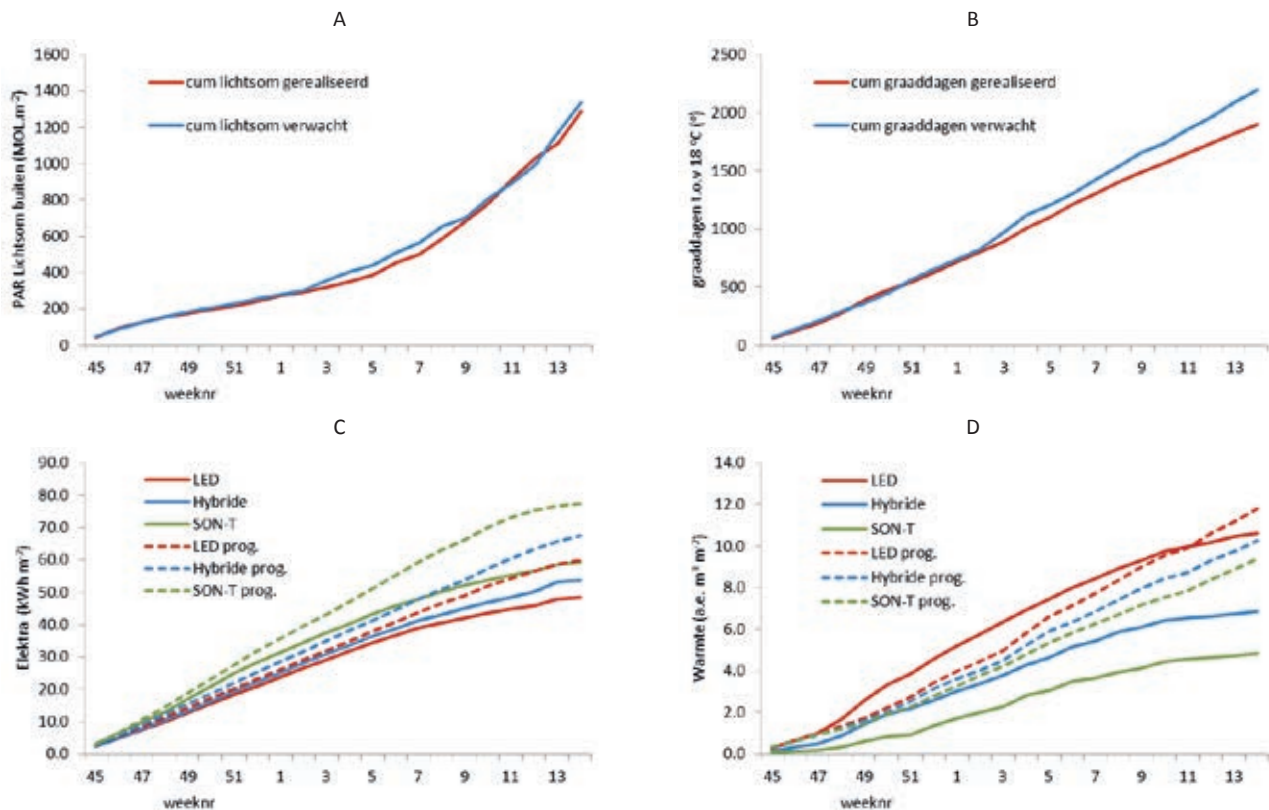 A
PAR Lichtsom buiten (MOL.m⁻²)
1600
1400
1200
1000
800
600
400
200
0
cum lichtsom gerealiseerd
cum lichtsom verwacht
45 47 49 51 1 3 5 7 9 11 13
weeknr
B
graaddagen t.o.v 18 °C (°)
2500
2000
1500
1000
500
0
cum graaddagen gerealiseerd
cum graaddagen verwacht
45 47 49 51 1 3 5 7 9 11 13
weeknr
C
Elektra (kWh m⁻²)
90.0
80.0
70.0
60.0
50.0
40.0
30.0
20.0
10.0
0.0
LED
Hybride
SON-T
LED prog.
Hybride prog.
SON-T prog.
45 47 49 51 1 3 5 7 9 11 13
weeknr
D
Warmte (a.e. m³ m⁻²)
14.0
12.0
10.0
8.0
6.0
4.0
2.0
0.0
LED
Hybride
SON-T
LED prog.
Hybride prog.
SON-T prog.
45 47 49 51 1 3 5 7 9 11 13
weeknr